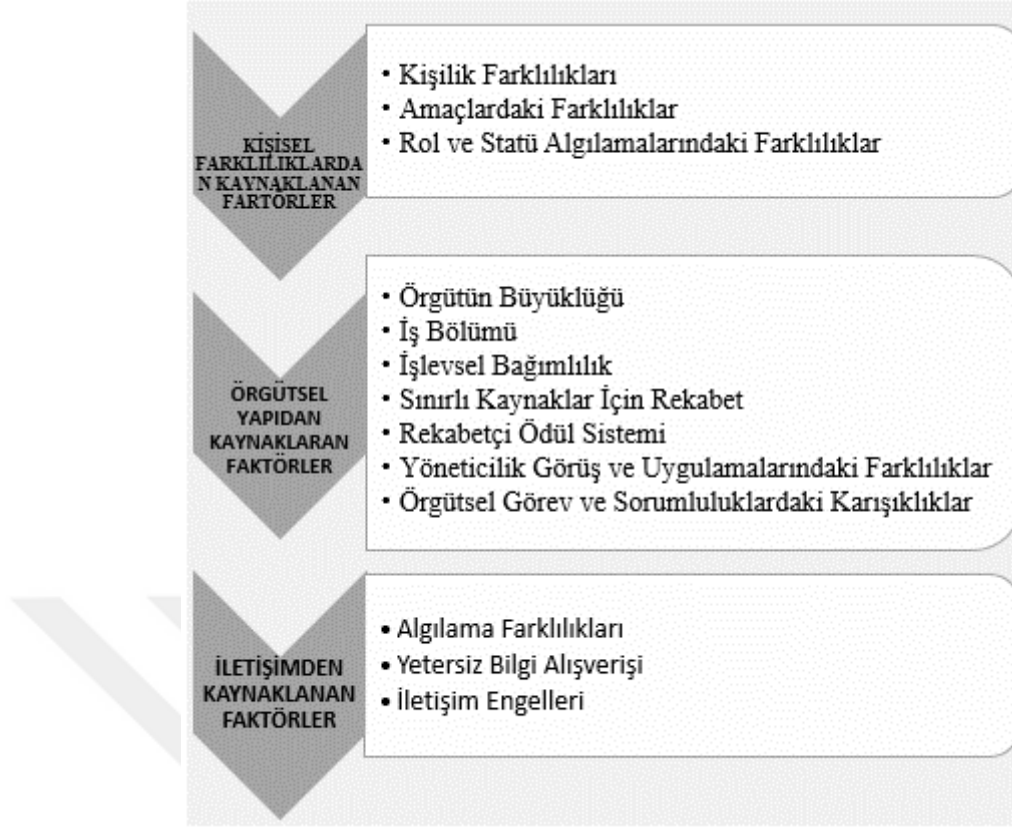 KİŞİSEL
FARKLILIKLARDA
N KAYNAKLANAN
FARTÖRLER
• Kişilik Farklılıkları
• Amaçlardaki Farklılıklar
• Rol ve Statü Algılamalarındaki Farklılıklar
ÖRGÜTSEL
YAPIDAN
KAYNAKLARAN
FAKTÖRLER
• Örgütün Büyüklüğü
• İş Bölümü
• İşlevsel Bağımlılık
• Sınırlı Kaynaklar İçin Rekabet
• Rekabetçi Ödül Sistemi
• Yöneticilik Görüş ve Uygulamalarındaki Farklılıklar
• Örgütsel Görev ve Sorumluluklardaki Karışıklıklar
İLETİŞİMDEN
KAYNAKLANAN
FAKTÖRLER
• Algılama Farklılıkları
• Yetersiz Bilgi Alışverişi
• İletişim Engelleri